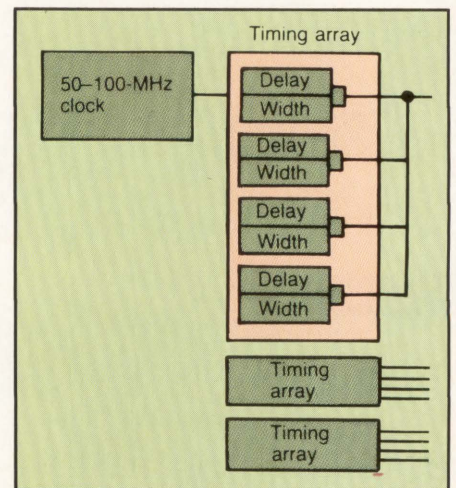 Timing array
50–100-MHz
clock
Delay
Width
Delay
Width
Delay
Width
Delay
Width
Timing
array
Timing
array